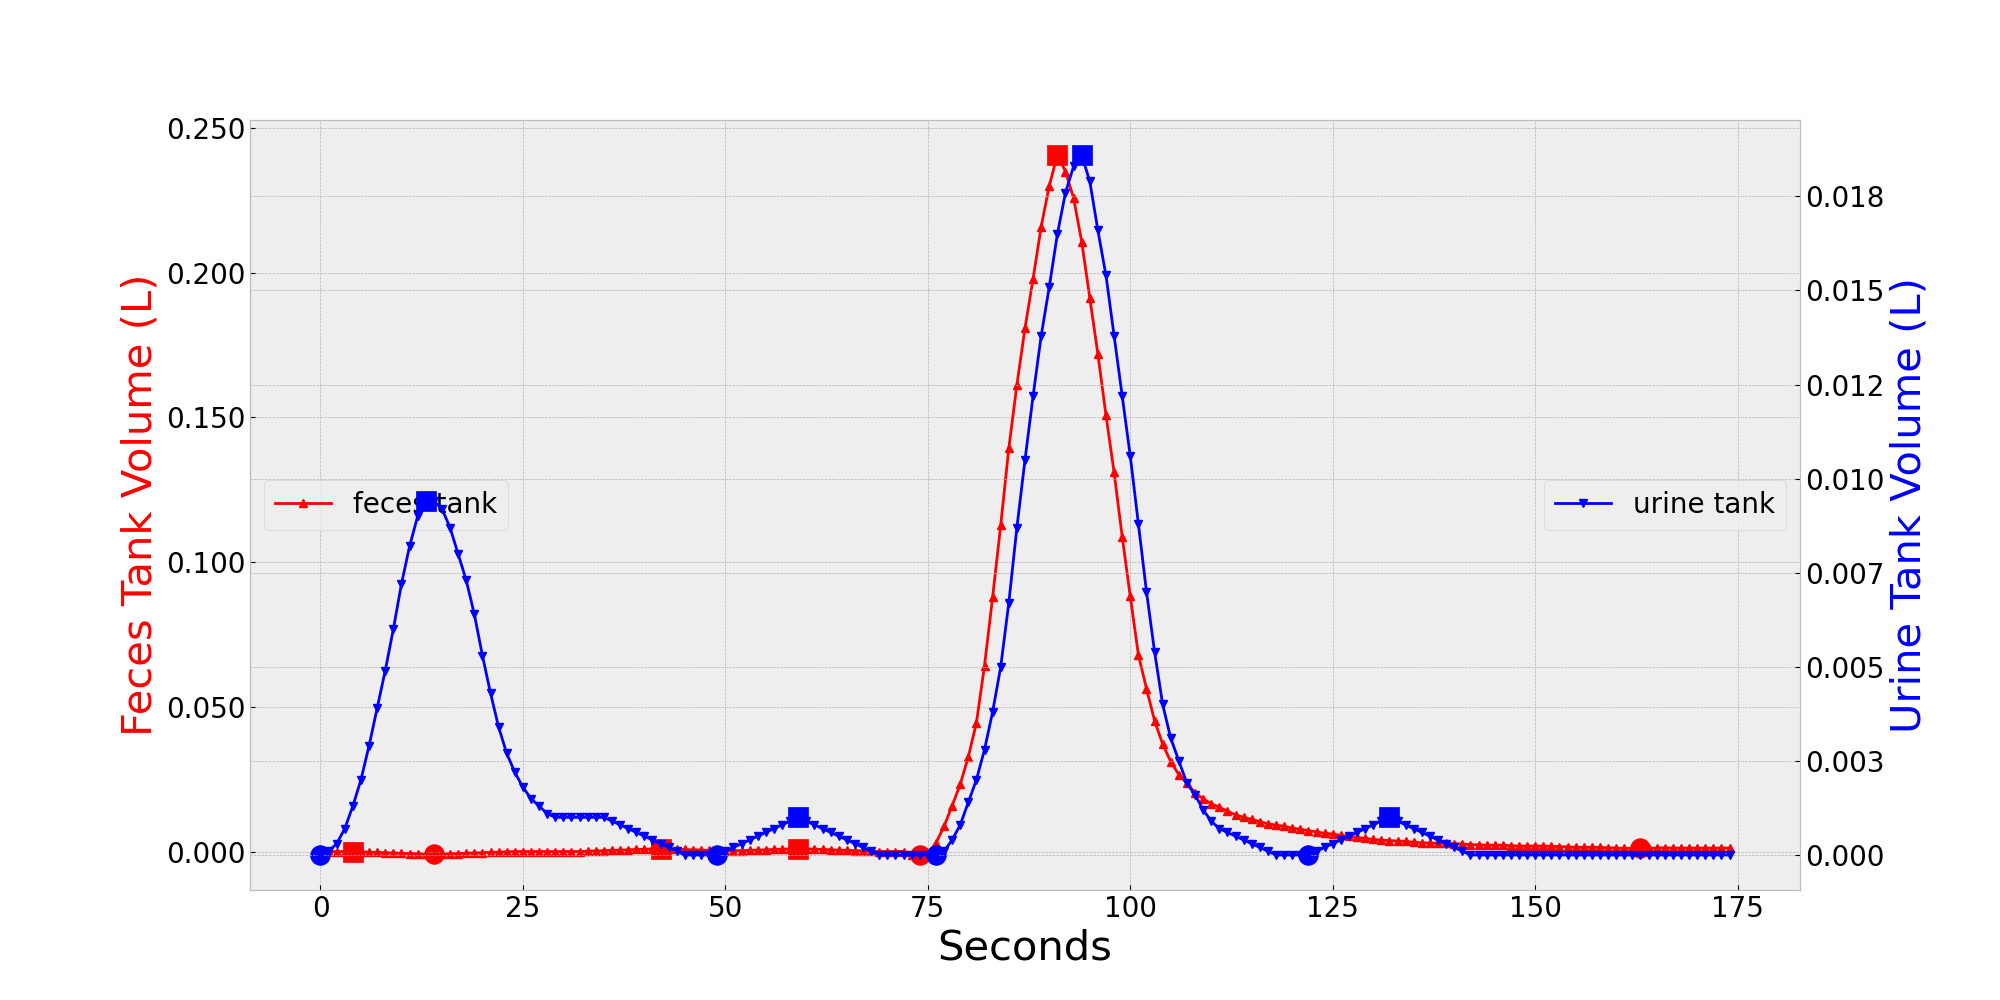 0.250
0.200
0.150
0.100
0.050
0.000
Feces Tank Volume (L)
feces tank
urine tank
0.018
0.015
0.012
0.010
0.007
0.005
0.003
0.000
Urine Tank Volume (L)
0 25 50 75 100 125 150 175
Seconds